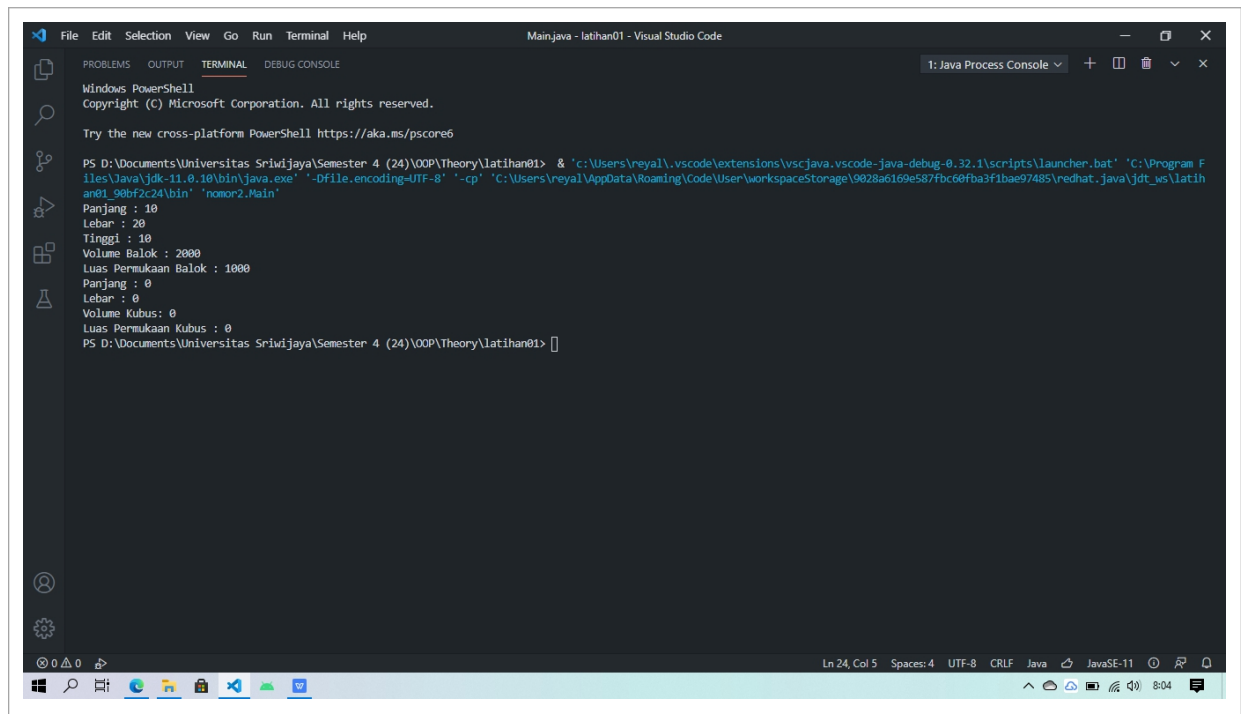 File Edit Selection View Go Run Terminal Help
Main.java - latihan01 - Visual Studio Code
PROBLEMS OUTPUT TERMINAL DEBUG CONSOLE
1: Java Process Console
Windows PowerShell
Copyright (C) Microsoft Corporation. All rights reserved.
Try the new cross-platform PowerShell https://aka.ms/pscore6
PS D:\Documents\Universitas Sriwijaya\Semester 4 (24)\OOP\Theory\latihan01> & 'c:\Users\reyal\.vscode\extensions\vscjava.vscode-java-debug-0.32.1\scripts\launcher.bat' 'C:\Program F
iles\Java\jdk-11.0.10\bin\java.exe' '-Dfile.encoding=UTF-8' '-cp' 'C:\Users\reyal\AppData\Roaming\Code\User\workspaceStorage\9028a6169e587fbc60fba3f1bae97485\redhat.java\jdt_ws\latih
an01_90bf2c24\bin' 'nomor2.Main'
Panjang : 10
Lebar : 20
Tinggi : 10
Volume Balok : 2000
Luas Permukaan Balok : 1000
Panjang : 0
Lebar : 0
Volume Kubus: 0
Luas Permukaan Kubus : 0
PS D:\Documents\Universitas Sriwijaya\Semester 4 (24)\OOP\Theory\latihan01>
0 0
Ln 24, Col 5 Spaces: 4 UTF-8 CRLF Java JavaSE-11
8:04